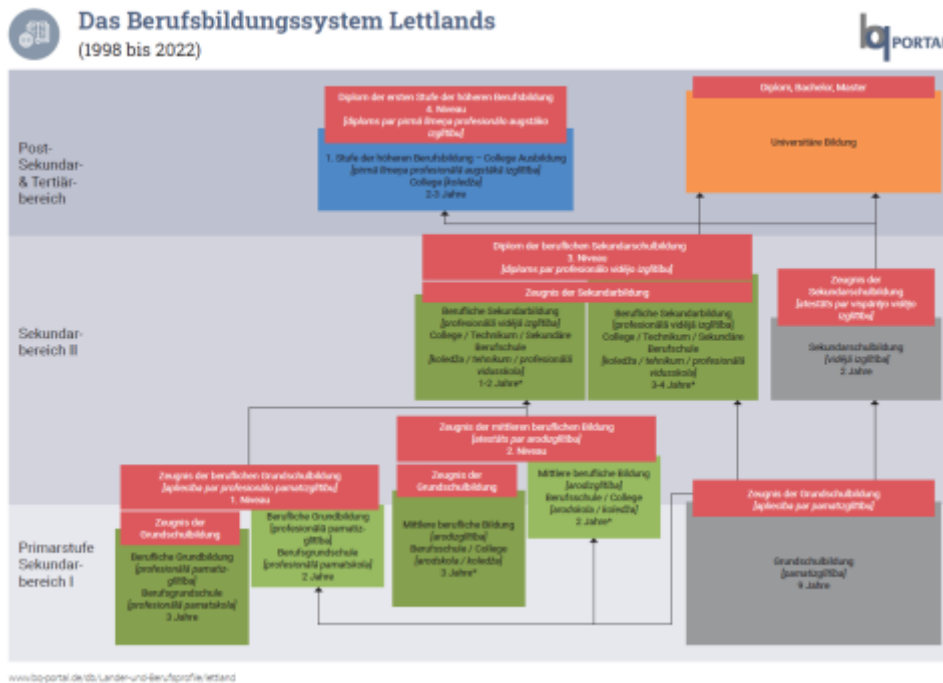 Das Berufsbildungssystem Lettlands
(1998 bis 2022)
bq PORTAL
Post-
Sekundar-
& Tertiär-
bereich
Diplom der ersten Stufe der höheren Berufsbildung
4. Niveau
[diploms par pirmā līmeņa profesionālo augstāko
izglītību]
1. Stufe der höheren Berufsbildung – College Ausbildung
[pirmā līmeņa profesionālā augstākā izglītība]
College [koledža]
2-3 Jahre
Diplom, Bachelor, Master
Universitäre Bildung
Sekundar-
bereich III
Diplom der beruflichen Sekundarschulbildung
3. Niveau
[diploms par profesionālo vidējo izglītību]
Zeugnis der Sekundarbildung
Berufliche Sekundarbildung
[profesionālā vidējā izglītība]
College / Technikum / Sekundäre
Berufschule
[koledža / tehnikum / profesionālā
vidusskola]
1-2 Jahre*
Berufliche Sekundarbildung
[profesionālā vidējā izglītība]
College / Technikum / Sekundäre
Berufschule
[koledža / tehnikum / profesionālā
vidusskola]
3-4 Jahre*
Zeugnis der
Sekundarschulbildung
[atestāts par vispārējo vidējo
izglītību]
Sekundarschulbildung
[vidējā izglītība]
2 Jahre
Zeugnis der mittleren beruflichen Bildung
[atestāts par arodizglītību]
2. Niveau
Zeugnis der
Grundschulbildung
Mittlere berufliche Bildung
[arodizglītība]
Berufsschule / College
[arodskola / koledža]
3 Jahre*
Mittlere berufliche Bildung
[arodizglītība]
Berufsschule / College
[arodskola / koledža]
2 Jahre*
Primarstufe
Sekundar-
bereich I
Zeugnis der beruflichen Grundschulbildung
[apliecība par profesionālo pamatizglītību]
1. Niveau
Zeugnis der
Grundschulbildung
Berufliche Grundbildung
[profesionālā pamatiz-
glītība]
Berufsgrundschule
[profesionālā pamatskola]
3 Jahre
Berufliche Grundbildung
[profesionālā pamatiz-
glītība]
Berufsgrundschule
[profesionālā pamatskola]
2 Jahre
Zeugnis der Grundschulbildung
[apliecība par pamatizglītību]
Grundschulbildung
[pamatizglītība]
9 Jahre
www.bq-portal.de/db/Länder-und-Berufsprofile/lettland